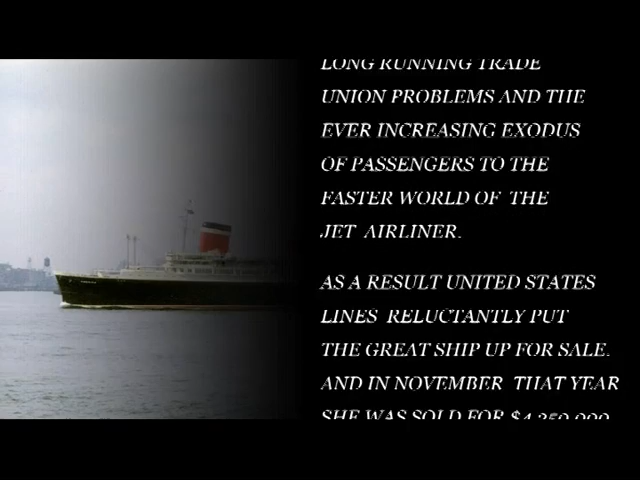 LONG RUNNING TRADE
UNION PROBLEMS AND THE
EVER INCREASING EXODUS
OF PASSENGERS TO THE
FASTER WORLD OF THE
JET AIRLINER.
AS A RESULT UNITED STATES
LINES RELUCTANTLY PUT
THE GREAT SHIP UP FOR SALE.
AND IN NOVEMBER THAT YEAR
SHE WAS SOLD FOR